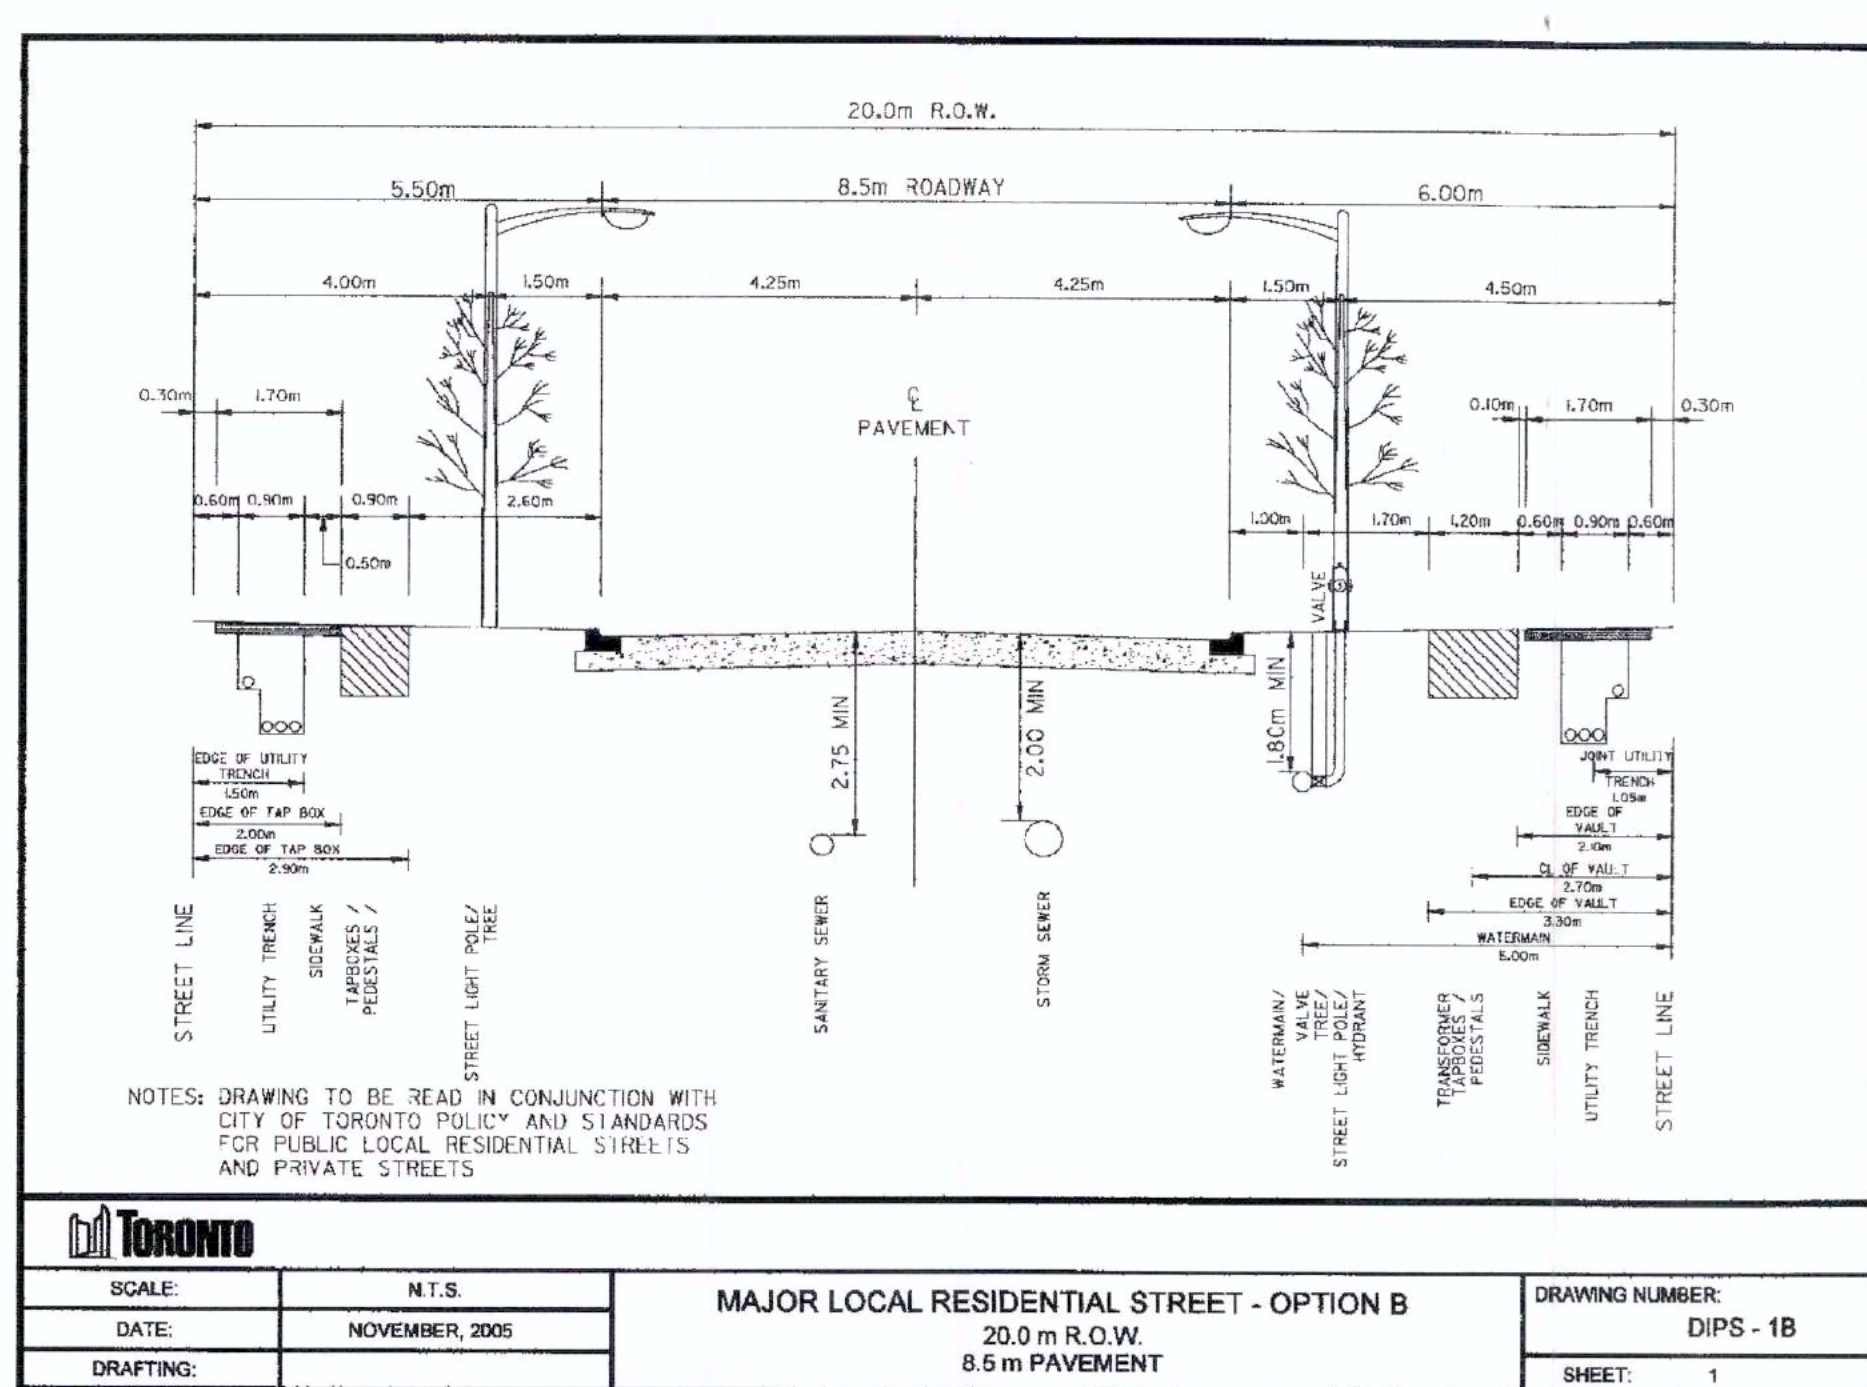 20.0m R.O.W.
5.50m
8.5m ROADWAY
6.00m
4.00m
1.50m
4.25m
4.25m
1.50m
4.50m
0.30m
1.70m
℄
PAVEMENT
0.10m
1.70m
0.30m
0.60m
0.90m
0.90m
2.60m
1.00m
1.70m
1.20m
0.60m
0.90m
0.60m
0.50m
VALVE
2.75 MIN
2.00 MIN
1.80m MIN
EDGE OF UTILITY
TRENCH
1.50m
EDGE OF TAP BOX
2.00m
EDGE OF TAP BOX
2.90m
JOINT UTILITY
TRENCH
1.05m
EDGE OF
VAULT
2.10m
CL OF VAULT
2.70m
EDGE OF VAULT
3.30m
WATERMAIN
5.00m
STREET LINE
UTILITY TRENCH
SIDEWALK
TAPBOXES /
PEDESTALS /
STREET LIGHT POLE/
TREE
SANITARY SEWER
STORM SEWER
WATERMAIN/
VALVE
TREE/
STREET LIGHT POLE/
HYDRANT
TRANSFORMER
TAPBOXES /
PEDESTALS
SIDEWALK
UTILITY TRENCH
STREET LINE
NOTES: DRAWING TO BE READ IN CONJUNCTION WITH
CITY OF TORONTO POLICY AND STANDARDS
FOR PUBLIC LOCAL RESIDENTIAL STREETS
AND PRIVATE STREETS
TORONTO
SCALE:
N.T.S.
DATE:
NOVEMBER, 2005
DRAFTING:
MAJOR LOCAL RESIDENTIAL STREET - OPTION B
20.0 m R.O.W.
8.5 m PAVEMENT
DRAWING NUMBER:
DIPS - 1B
SHEET: 1